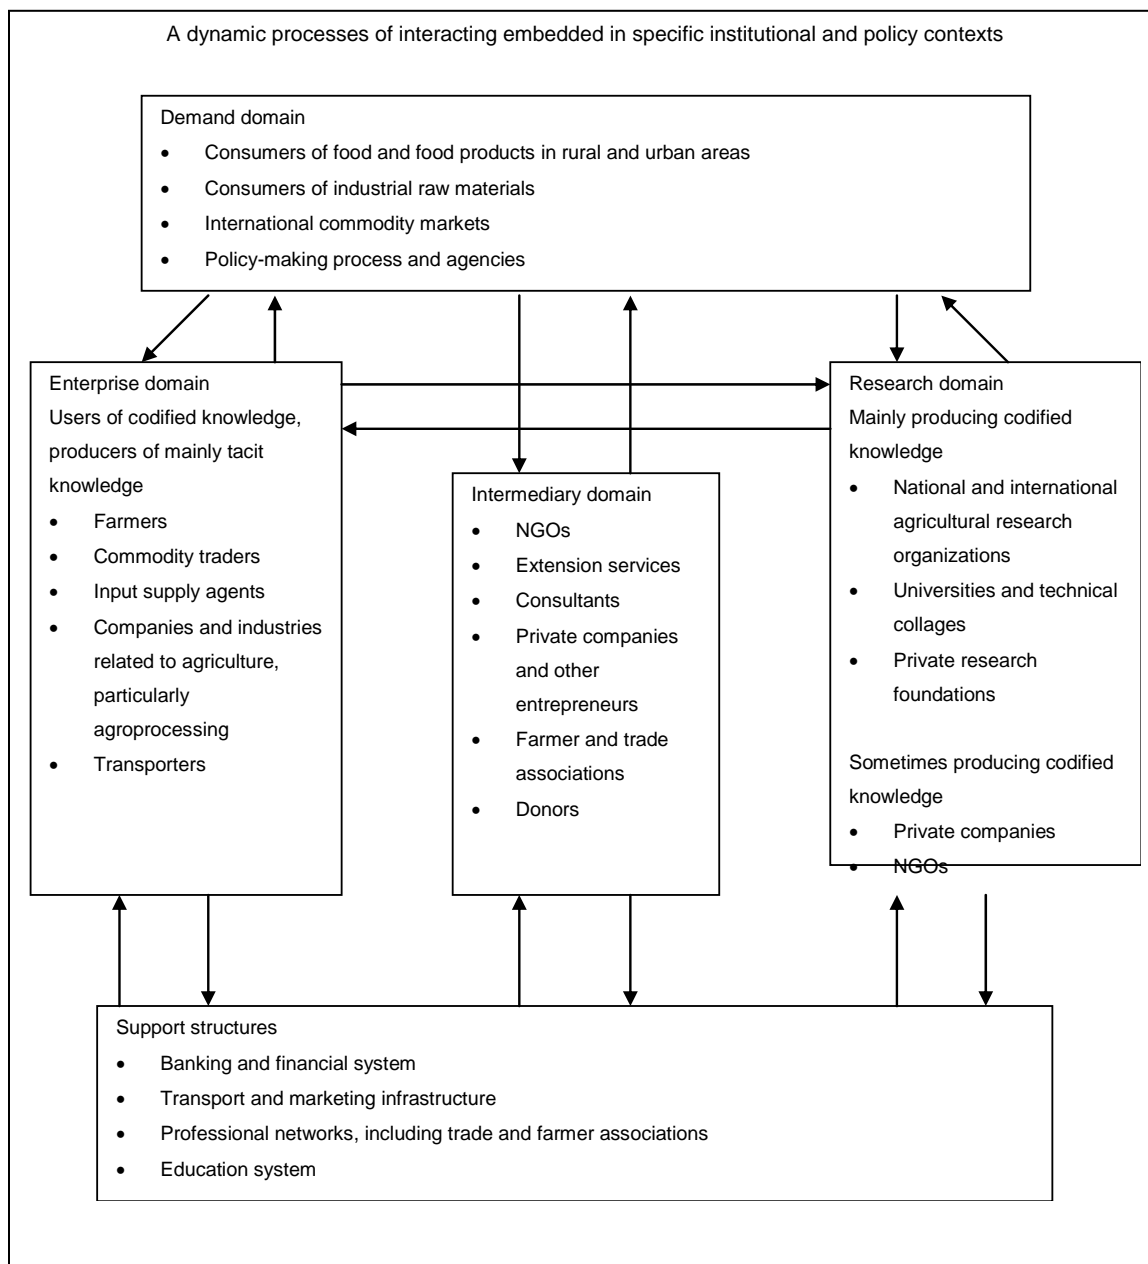 A dynamic processes of interacting embedded in specific institutional and policy contexts
Demand domain
• Consumers of food and food products in rural and urban areas
• Consumers of industrial raw materials
• International commodity markets
• Policy-making process and agencies
Enterprise domain
Users of codified knowledge,
producers of mainly tacit
knowledge
• Farmers
• Commodity traders
• Input supply agents
• Companies and industries
related to agriculture,
particularly
agroprocessing
• Transporters
Intermediary domain
• NGOs
• Extension services
• Consultants
• Private companies
and other
entrepreneurs
• Farmer and trade
associations
• Donors
Research domain
Mainly producing codified
knowledge
• National and international
agricultural research
organizations
• Universities and technical
collages
• Private research
foundations
Sometimes producing codified
knowledge
• Private companies
• NGOs
Support structures
• Banking and financial system
• Transport and marketing infrastructure
• Professional networks, including trade and farmer associations
• Education system